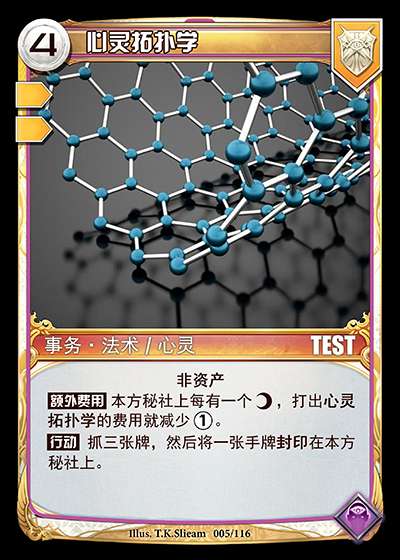 4 心灵拓扑学
事务·法术/心灵 TEST
非资产
额外费用 本方秘社上每有一个，打出心灵
拓扑学的费用就减少①。
行动 抓三张牌，然后将一张手牌封印在本方
秘社上。
Illus. T.K.Slieam 005/116